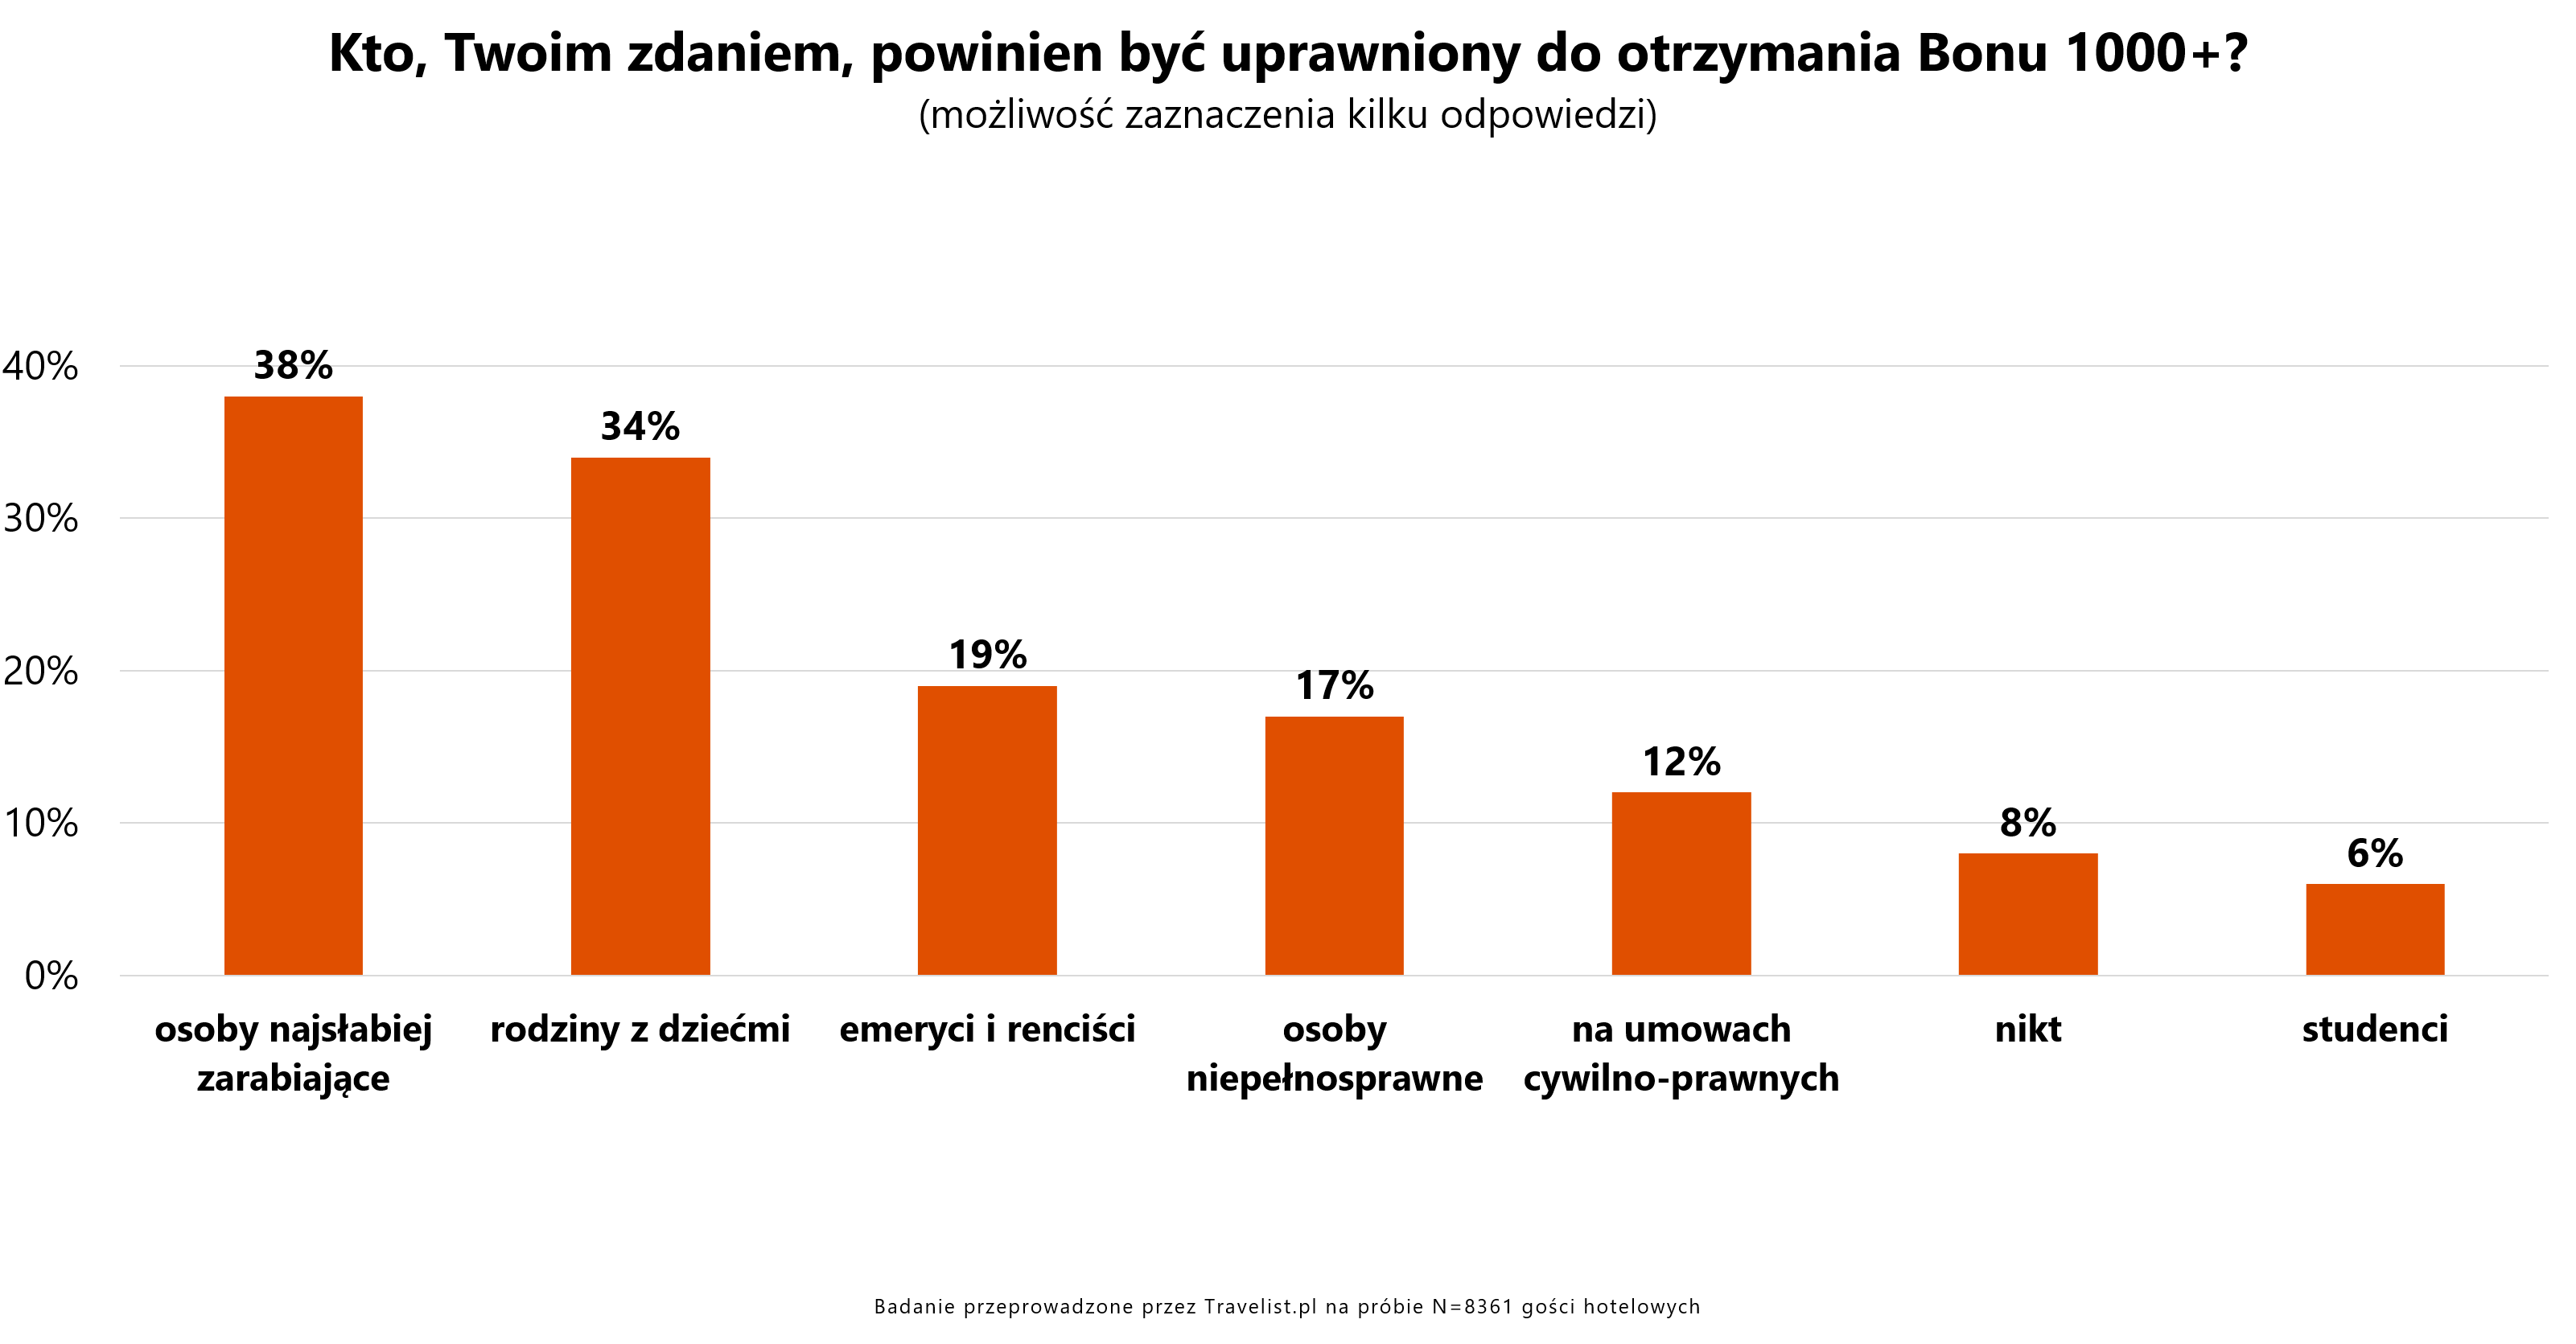 Kto, Twoim zdaniem, powinien być uprawniony do otrzymania Bonu 1000+?
(możliwość zaznaczenia kilku odpowiedzi)
40%
30%
20%
10%
0%
38%
34%
19%
17%
12%
8%
6%
osoby najsłabiej
zarabiające
rodziny z dziećmi
emeryci i renciści
osoby
niepełnosprawne
na umowach
cywilno-prawnych
nikt
studenci
Badanie przeprowadzone przez Travelist.pl na próbie N=8361 gości hotelowych